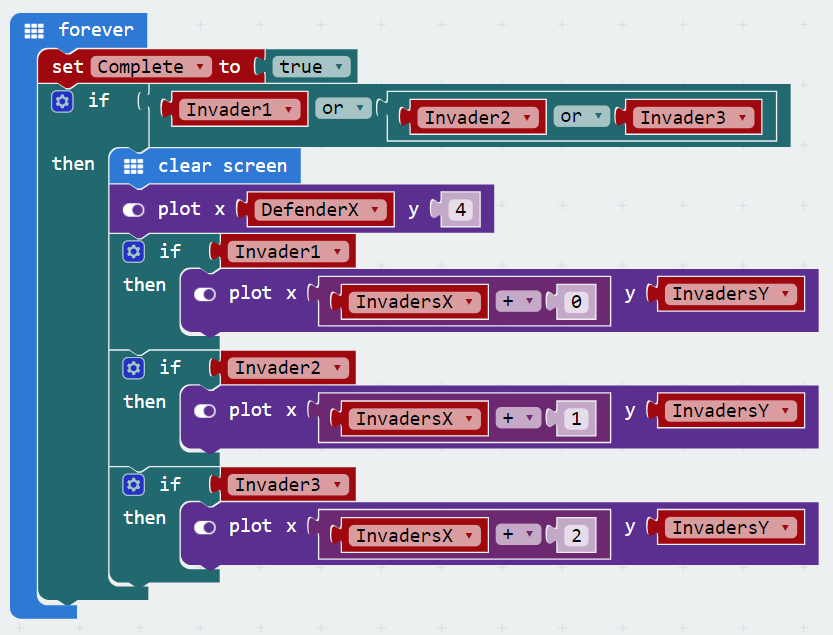 forever
set Complete to true
if Invader1 or Invader2 or Invader3
then clear screen
plot x DefenderX y 4
if Invader1
then plot x InvadersX + 0 y InvadersY
if Invader2
then plot x InvadersX + 1 y InvadersY
if Invader3
then plot x InvadersX + 2 y InvadersY